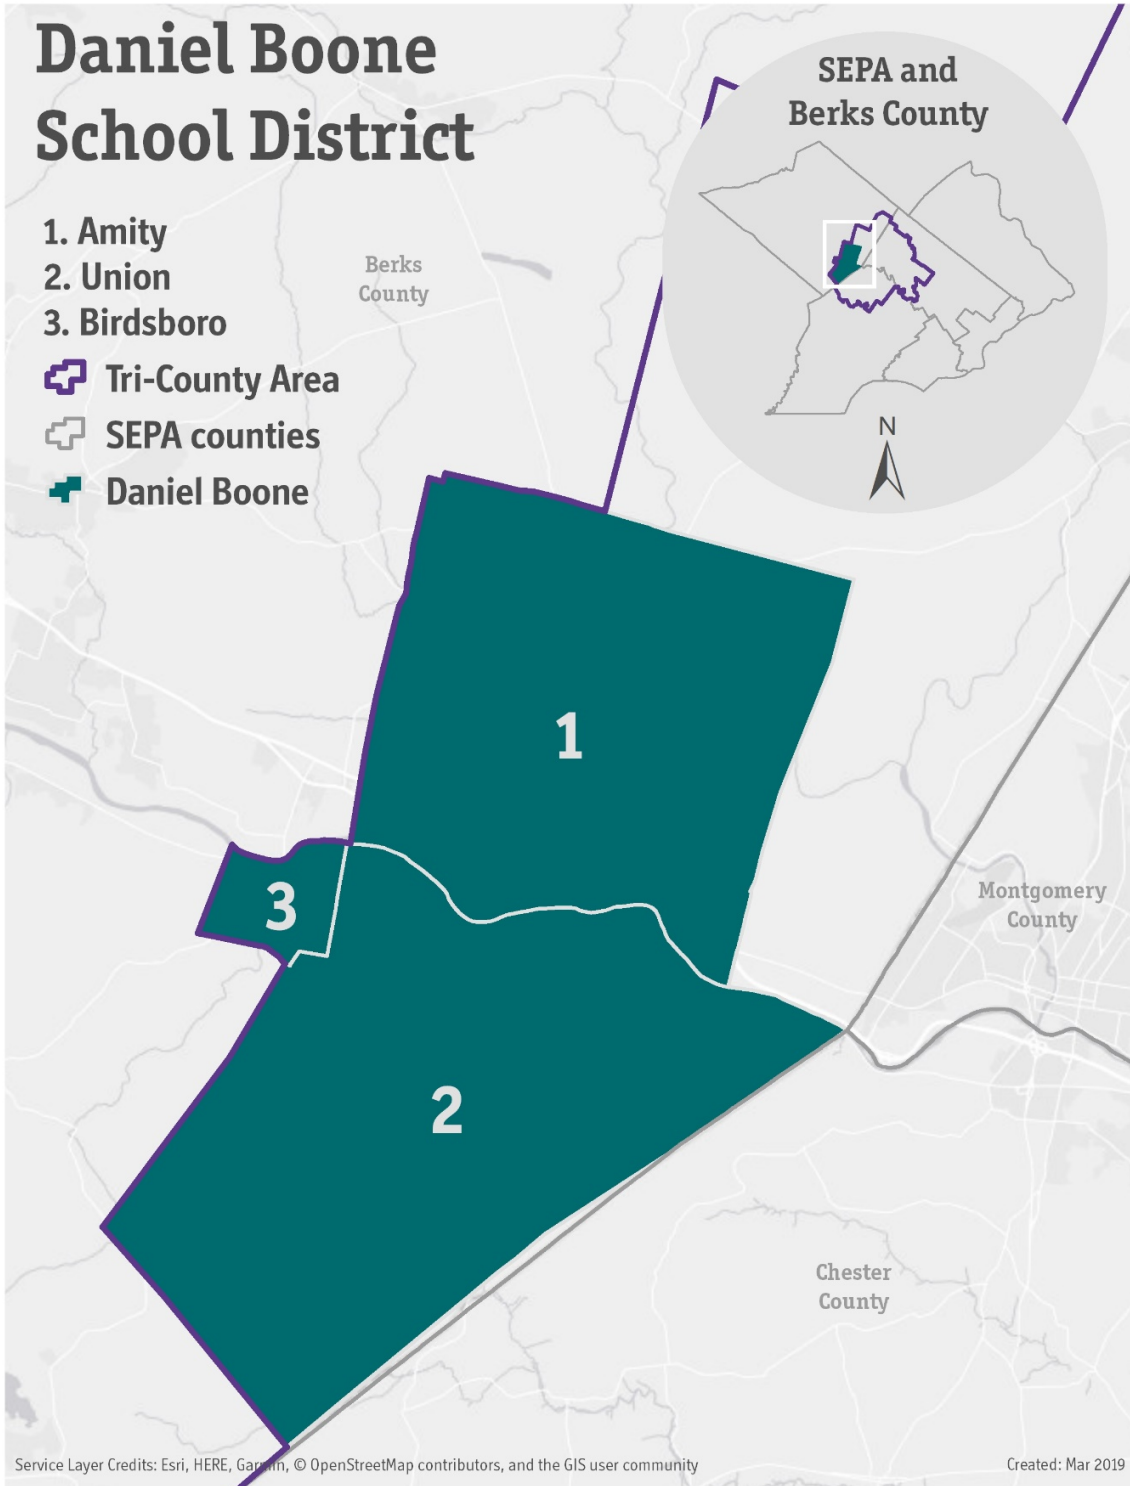 Daniel Boone
School District
1. Amity
2. Union
3. Birdsboro
Tri-County Area
SEPA counties
Daniel Boone
SEPA and
Berks County
N
Berks
County
1
3
2
Montgomery
County
Chester
County
Service Layer Credits: Esri, HERE, Garmin, © OpenStreetMap contributors, and the GIS user community
Created: Mar 2019